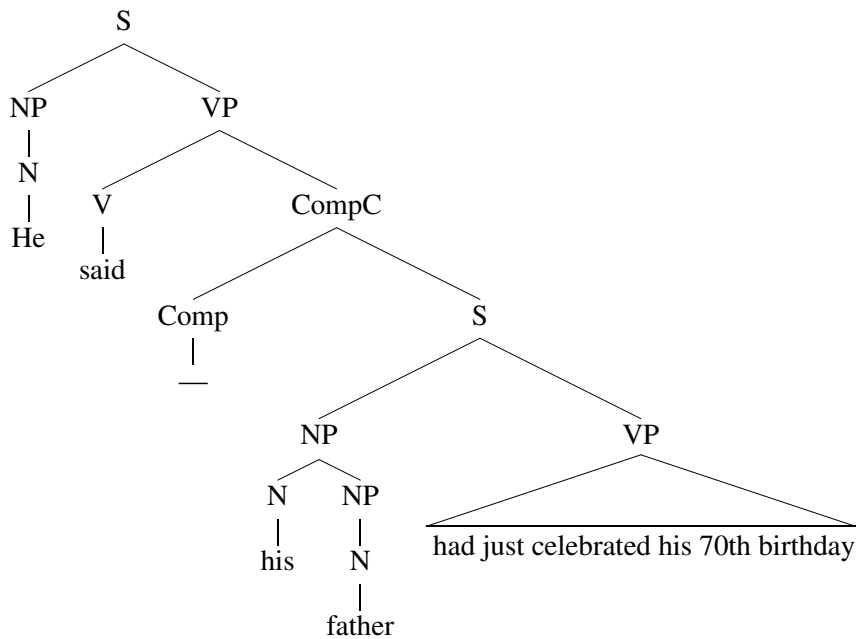 S
NP VP
N V CompC
He said
Comp S
—
NP VP
N NP
his N had just celebrated his 70th birthday
father